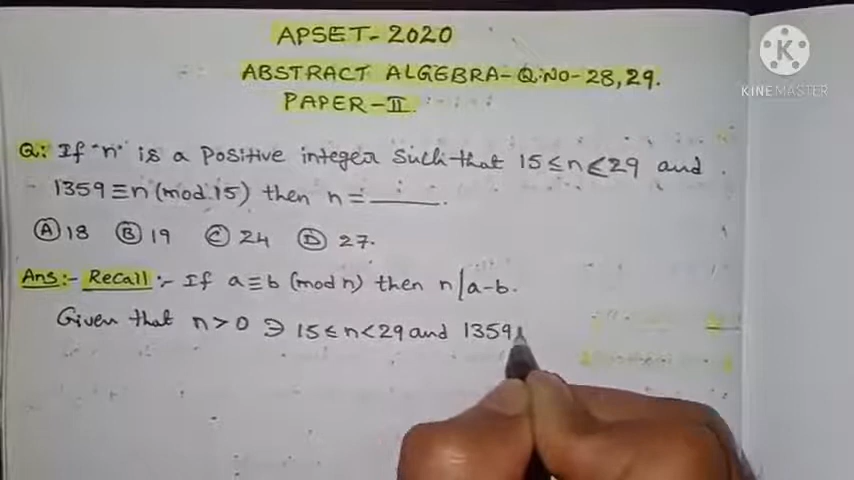 APSET-2020
ABSTRACT ALGEBRA-Q.NO-28,29.
PAPER-II
KINEMASTER
Q: If "n" is a positive integer such that 15 ≤ n < 29 and
1359 ≡ n (mod 15) then n = ______.
Ⓐ 18 Ⓑ 19 Ⓒ 24 Ⓓ 27.
Ans:- Recall:- If a ≡ b (mod n) then n | a-b.
Given that n > 0 ∋ 15 ≤ n < 29 and 1359